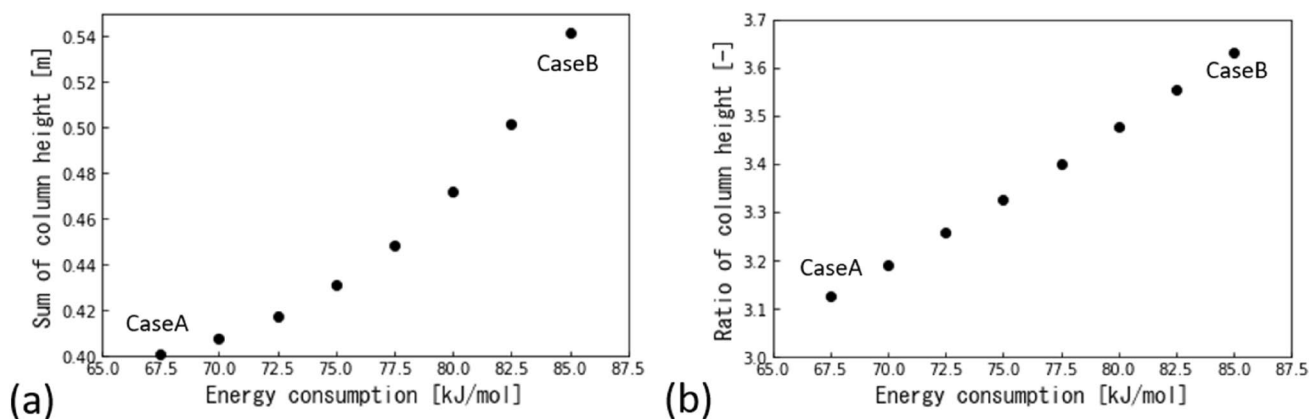 0.54
0.52
0.50
0.48
0.46
0.44
0.42
0.40
Sum of column height [m]
CaseB
CaseA
65.0 67.5 70.0 72.5 75.0 77.5 80.0 82.5 85.0 87.5
Energy consumption [kJ/mol]
(a)
3.7
3.6
3.5
3.4
3.3
3.2
3.1
3.0
Ratio of column height [-]
CaseB
CaseA
65.0 67.5 70.0 72.5 75.0 77.5 80.0 82.5 85.0 87.5
Energy consumption [kJ/mol]
(b)